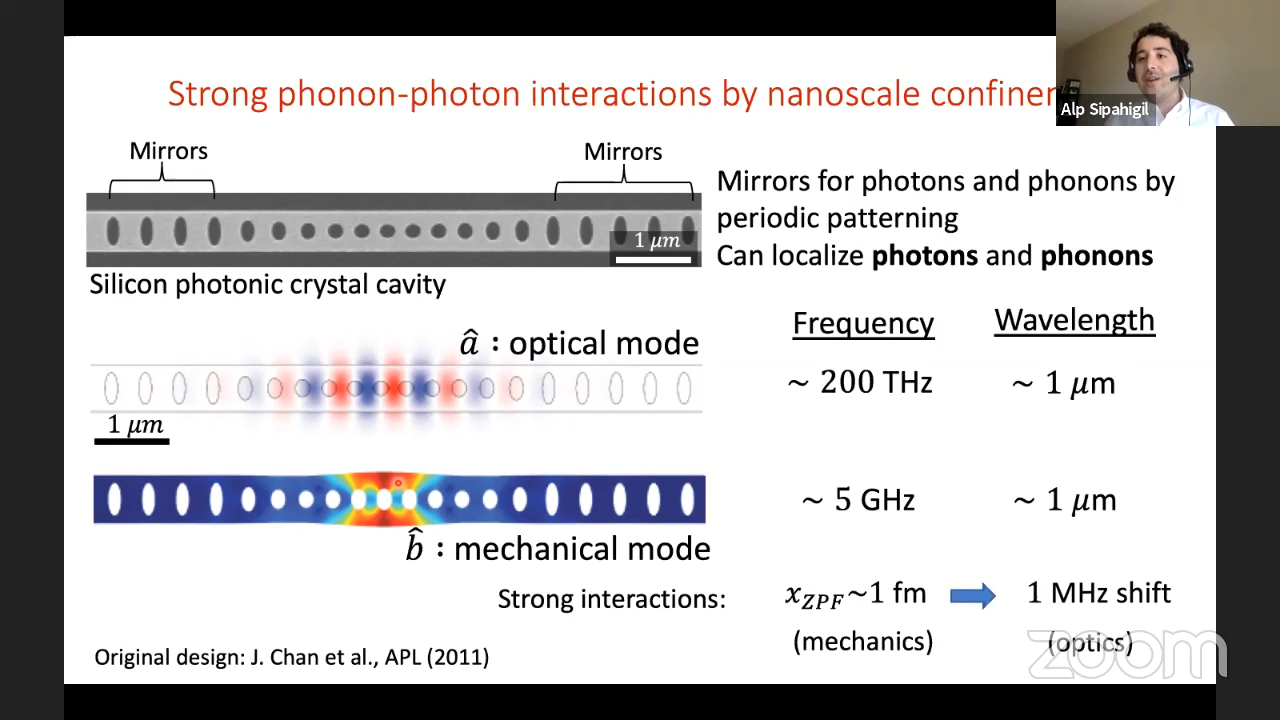 Strong phonon-photon interactions by nanoscale
Alp Sipahigil
Mirrors
Mirrors
1 μm
Silicon photonic crystal cavity
Mirrors for photons and phonons by
periodic patterning
Can localize photons and phonons
Frequency
Wavelength
â : optical mode
~ 200 THz
~ 1 μm
1 μm
~ 5 GHz
~ 1 μm
b̂ : mechanical mode
Strong interactions:
x_ZPF~1 fm
1 MHz shift
(mechanics)
(optics)
Original design: J. Chan et al., APL (2011)
zoom